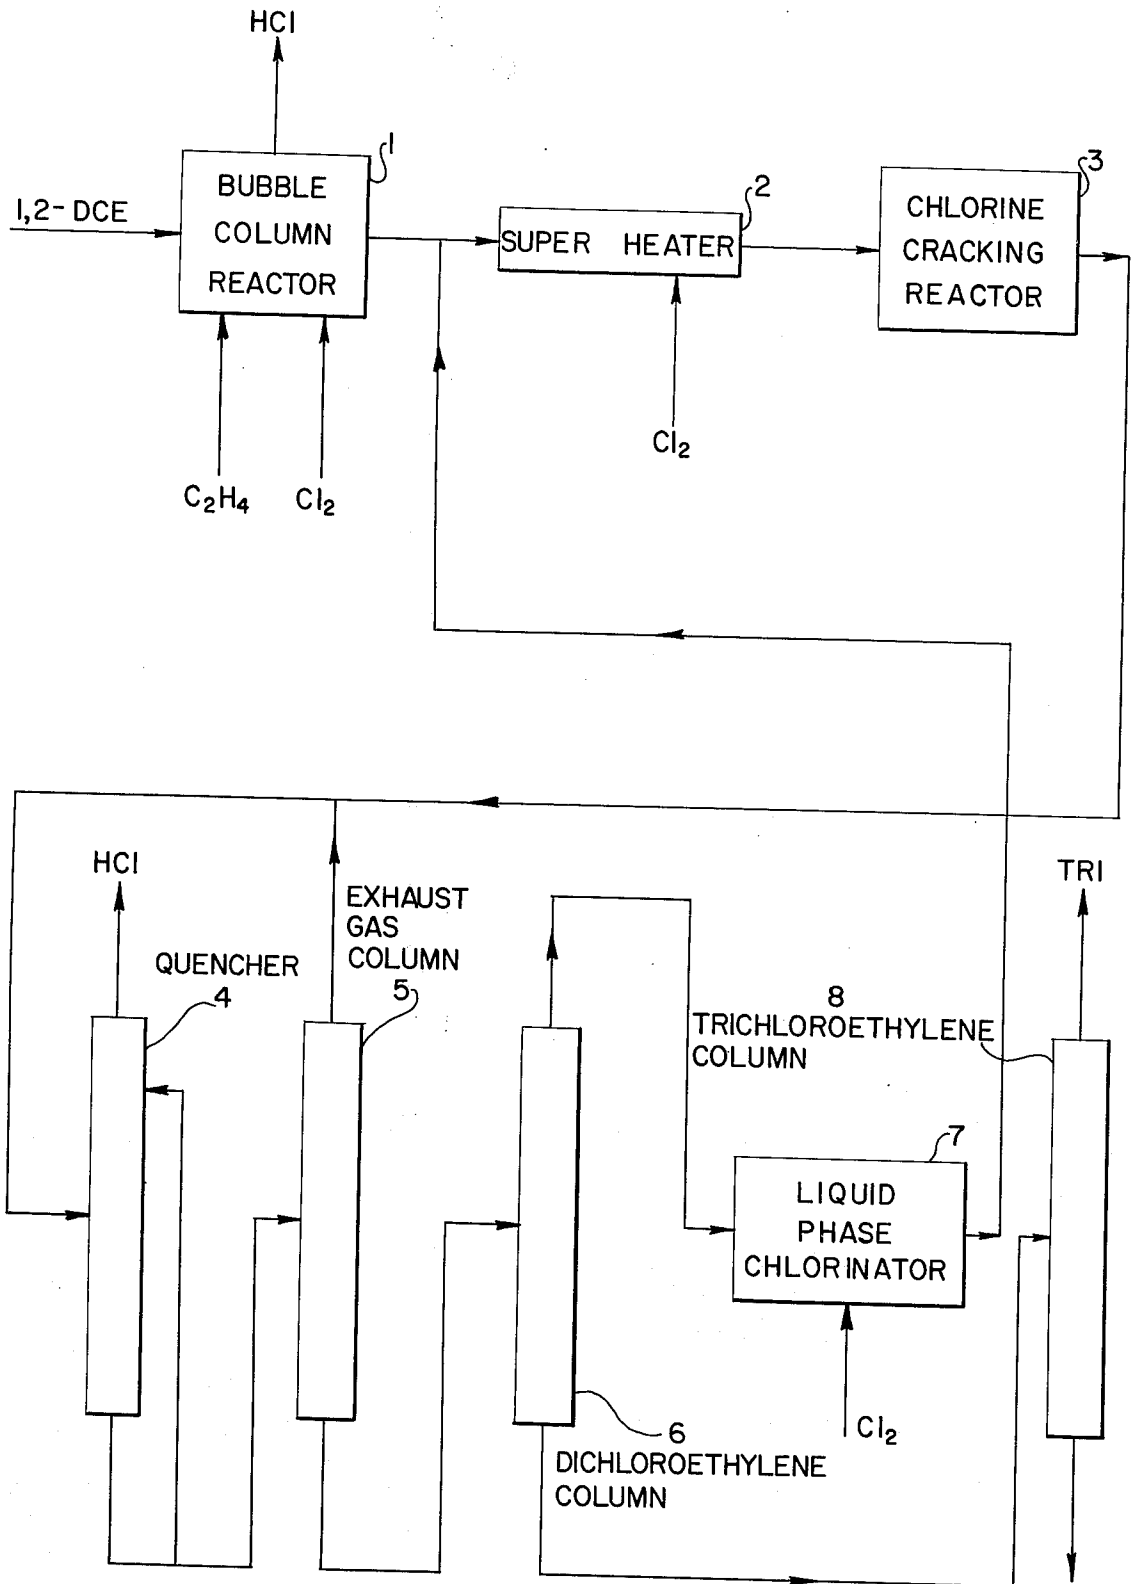 HCl
1
BUBBLE
COLUMN
REACTOR
1,2-DCE
2
SUPER HEATER
3
CHLORINE
CRACKING
REACTOR
C₂H₄
Cl₂
Cl₂
HCl
QUENCHER
4
EXHAUST
GAS
COLUMN
5
TRI
8
TRICHLOROETHYLENE
COLUMN
7
LIQUID
PHASE
CHLORINATOR
Cl₂
6
DICHLOROETHYLENE
COLUMN